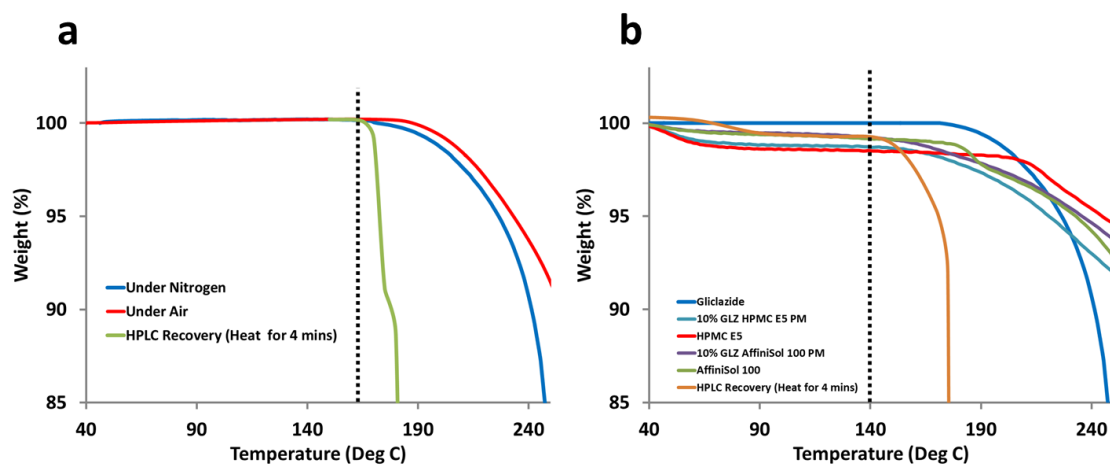 a
100
95
90
85
Weight (%)
Under Nitrogen
Under Air
HPLC Recovery (Heat for 4 mins)
40
90
140
190
240
Temperature (Deg C)
b
100
95
90
85
Weight (%)
Gliclazide
10% GLZ HPMC E5 PM
HPMC E5
10% GLZ AffiniSol 100 PM
AffiniSol 100
HPLC Recovery (Heat for 4 mins)
40
90
140
190
240
Temperature (Deg C)